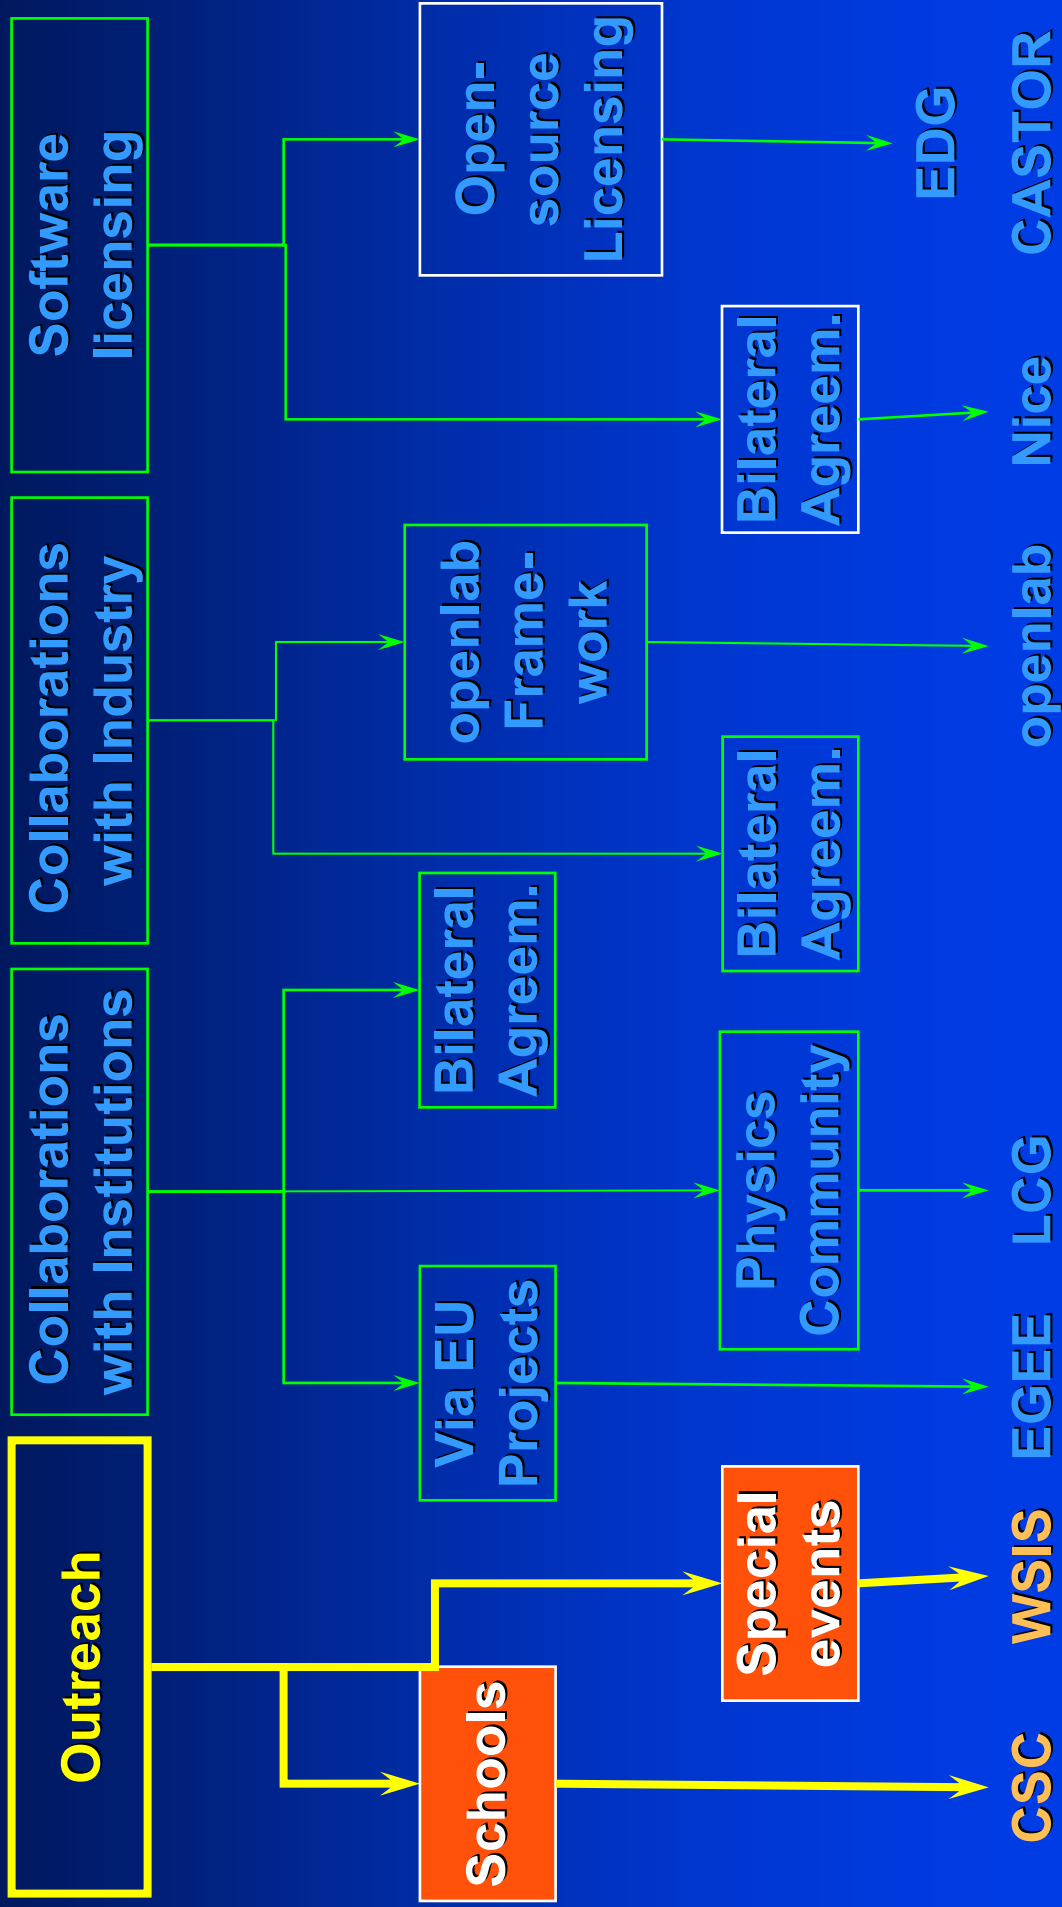 Outreach
Collaborations
with Institutions
Collaborations
with Industry
Software
licensing
Schools
Via EU
Projects
Bilateral
Agreem.
openlab
Frame-
work
Open-
source
Licensing
Special
events
Physics
Community
Bilateral
Agreem.
Bilateral
Agreem.
EDG
CSC
WSIS
EGEE
LCG
openlab
Nice
CASTOR